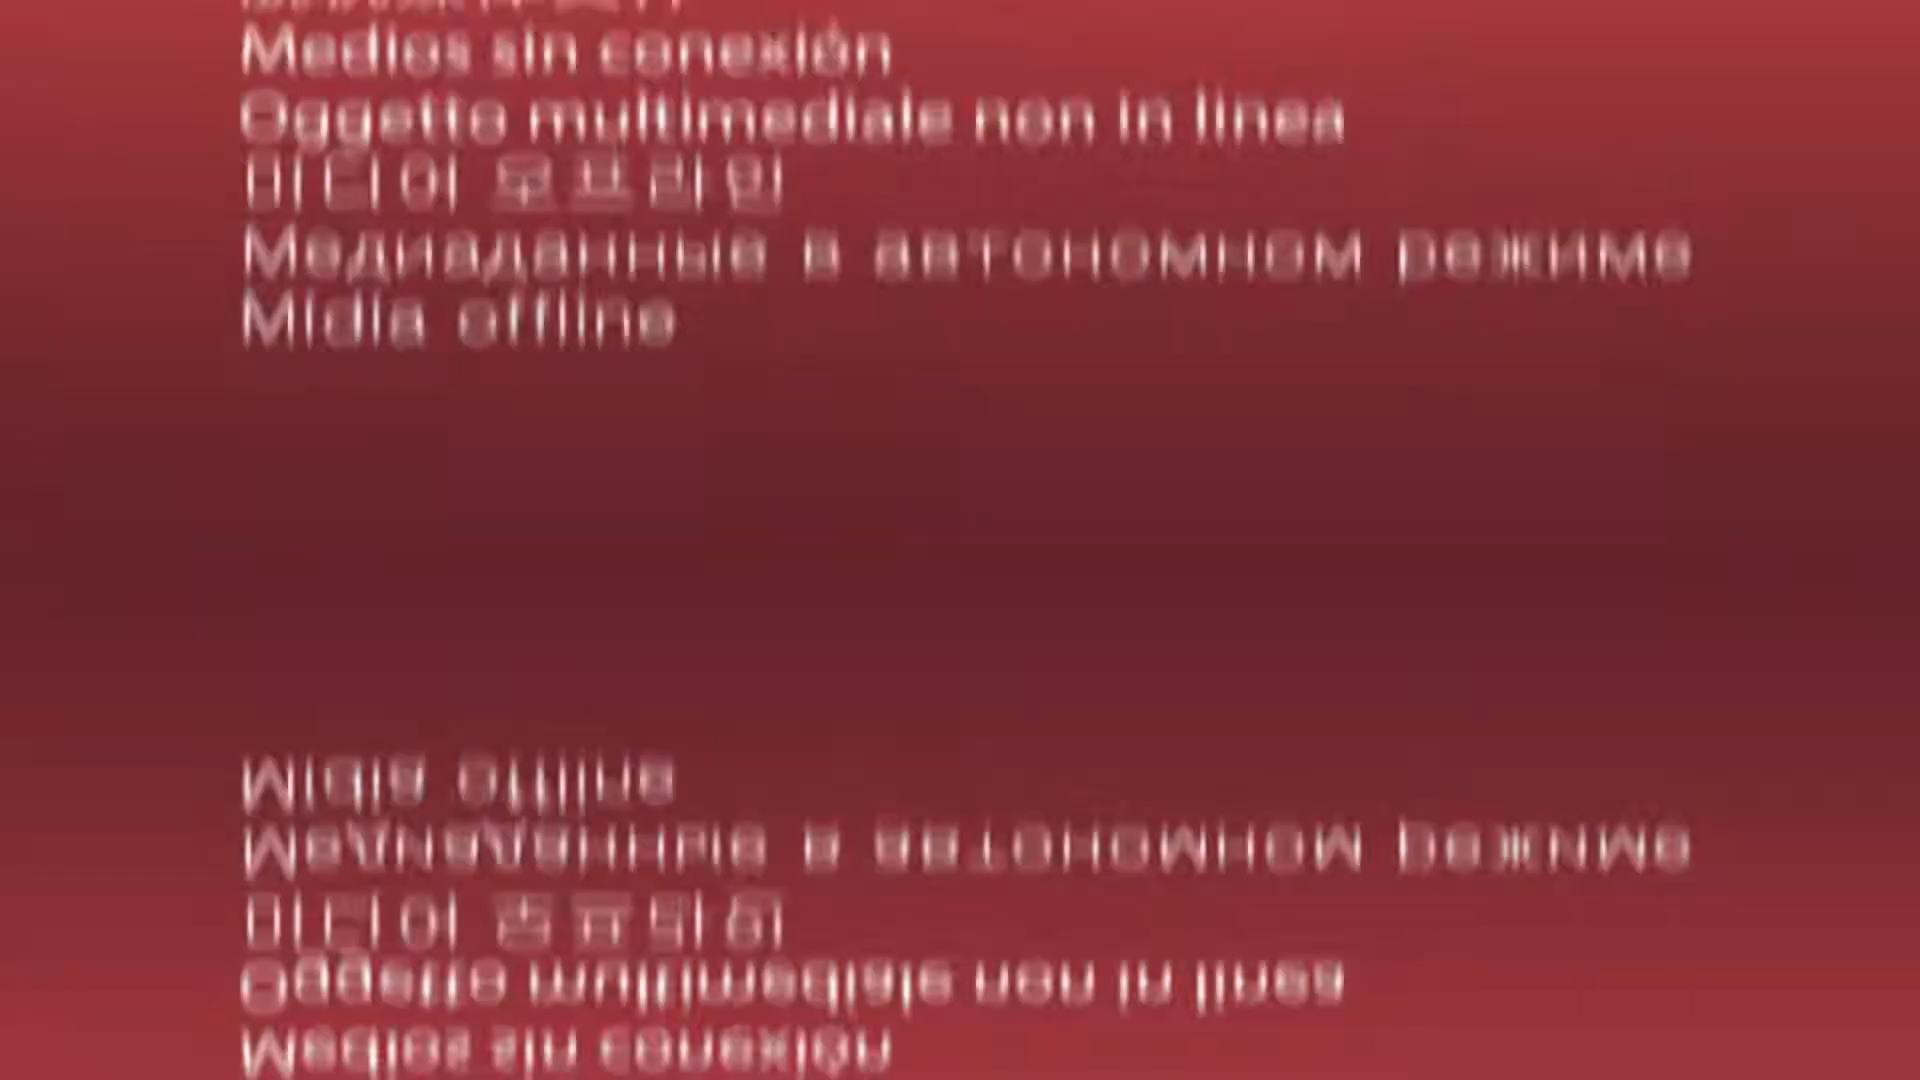 Medios sin conexión
Oggetto multimediale non in linea
미디어 오프라인
Медиаданные в автономном режиме
Mídia offline
Mídia offline
Медиаданные в автономном режиме
미디어 오프라인
Oggetto multimediale non in linea
Medios sin conexión